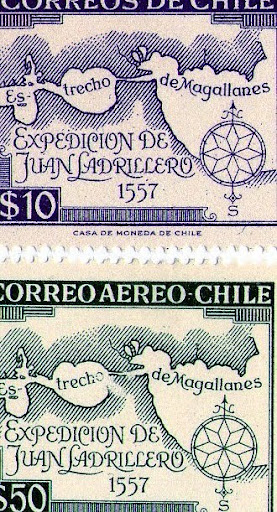 CORREOS DE CHILE
Es-
trecho
de Magallanes
EXPEDICION DE
JUAN LADRILLERO
1557
S
$10
CASA DE MONEDA DE CHILE
CORREO AEREO-CHILE
Es-
trecho
de Magallanes
EXPEDICION DE
JUAN LADRILLERO
1557
S
$50